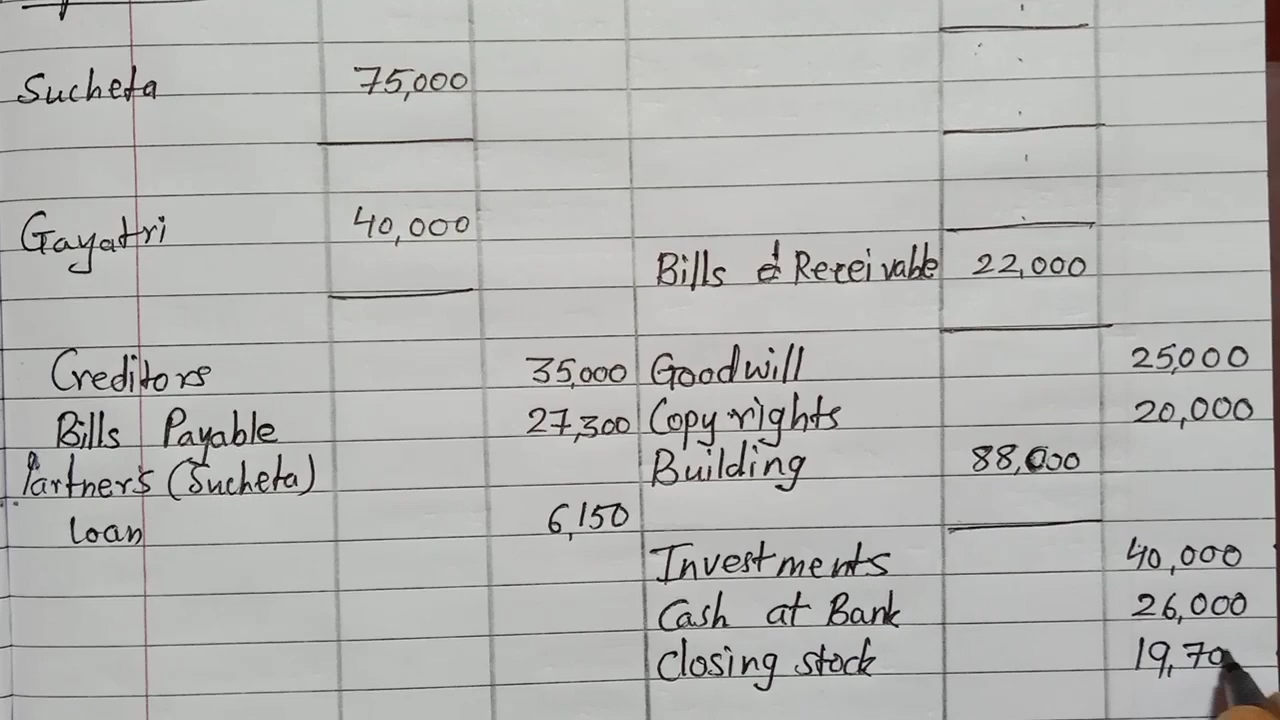 Sucheta 75,000
Gayatri 40,000
Bills Receivable 22,000
Creditors 35,000 Goodwill 25,000
Bills Payable 27,300 Copyrights 20,000
Partner's (Sucheta) Building 88,000
loan 6,150
Investments 40,000
Cash at Bank 26,000
Closing stock 19,70